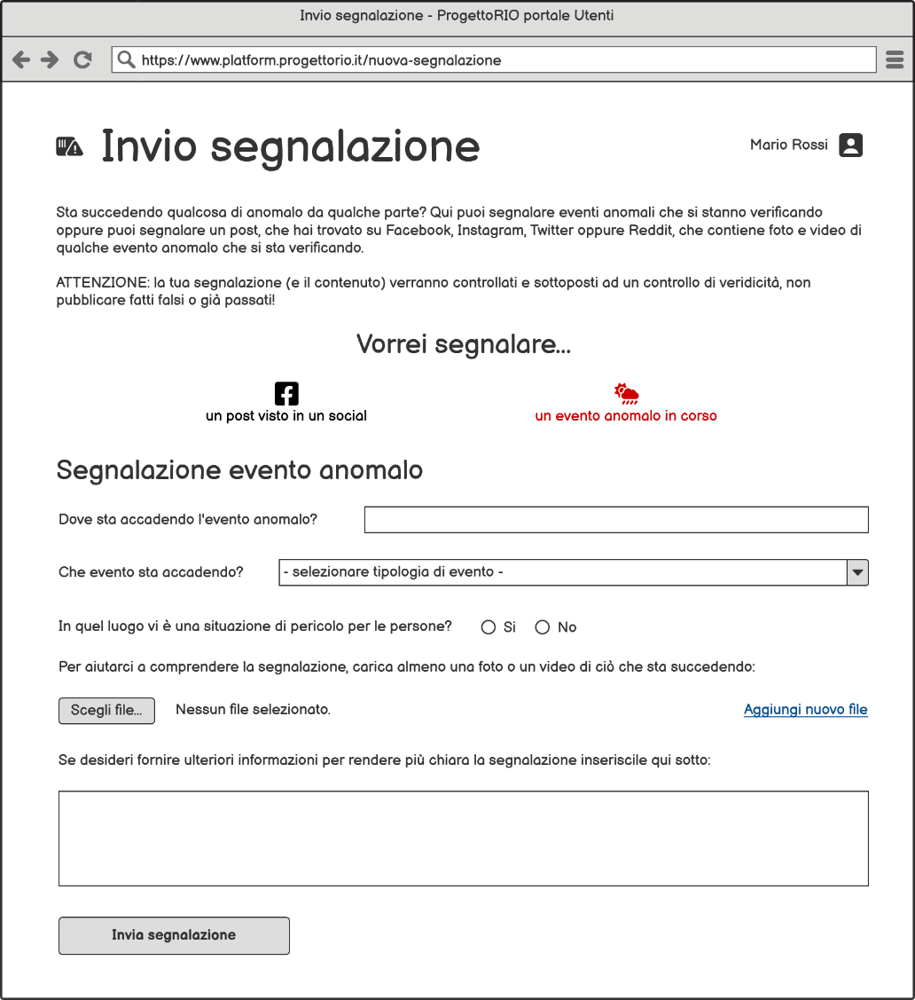 Invio segnalazione - ProgettoRIO portale Utenti
https://www.platform.progettorio.it/nuova-segnalazione
Invio segnalazione
Mario Rossi
Sta succedendo qualcosa di anomalo da qualche parte? Qui puoi segnalare eventi anomali che si stanno verificando
oppure puoi segnalare un post, che hai trovato su Facebook, Instagram, Twitter oppure Reddit, che contiene foto e video di
qualche evento anomalo che si sta verificando.
ATTENZIONE: la tua segnalazione (e il contenuto) verranno controllati e sottoposti ad un controllo di veridicità, non
pubblicare fatti falsi o già passati!
Vorrei segnalare...
un post visto in un social
un evento anomalo in corso
Segnalazione evento anomalo
Dove sta accadendo l'evento anomalo?
Che evento sta accadendo?
- selezionare tipologia di evento -
In quel luogo vi è una situazione di pericolo per le persone?
Si
No
Per aiutarci a comprendere la segnalazione, carica almeno una foto o un video di ciò che sta succedendo:
Scegli file...
Nessun file selezionato.
Aggiungi nuovo file
Se desideri fornire ulteriori informazioni per rendere più chiara la segnalazione inseriscile qui sotto:
Invia segnalazione